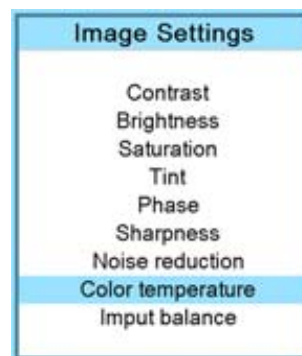 Image Settings
Contrast
Brightness
Saturation
Tint
Phase
Sharpness
Noise reduction
Color temperature
Imput balance